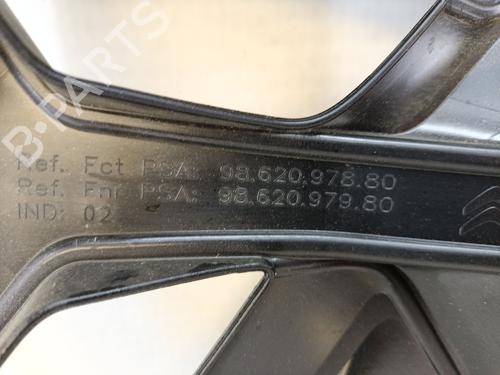 B-PARTS
Ref. Fct PSA: 98.620.978.80
Ref. Fnr PSA: 98.620.979.80
IND: 02